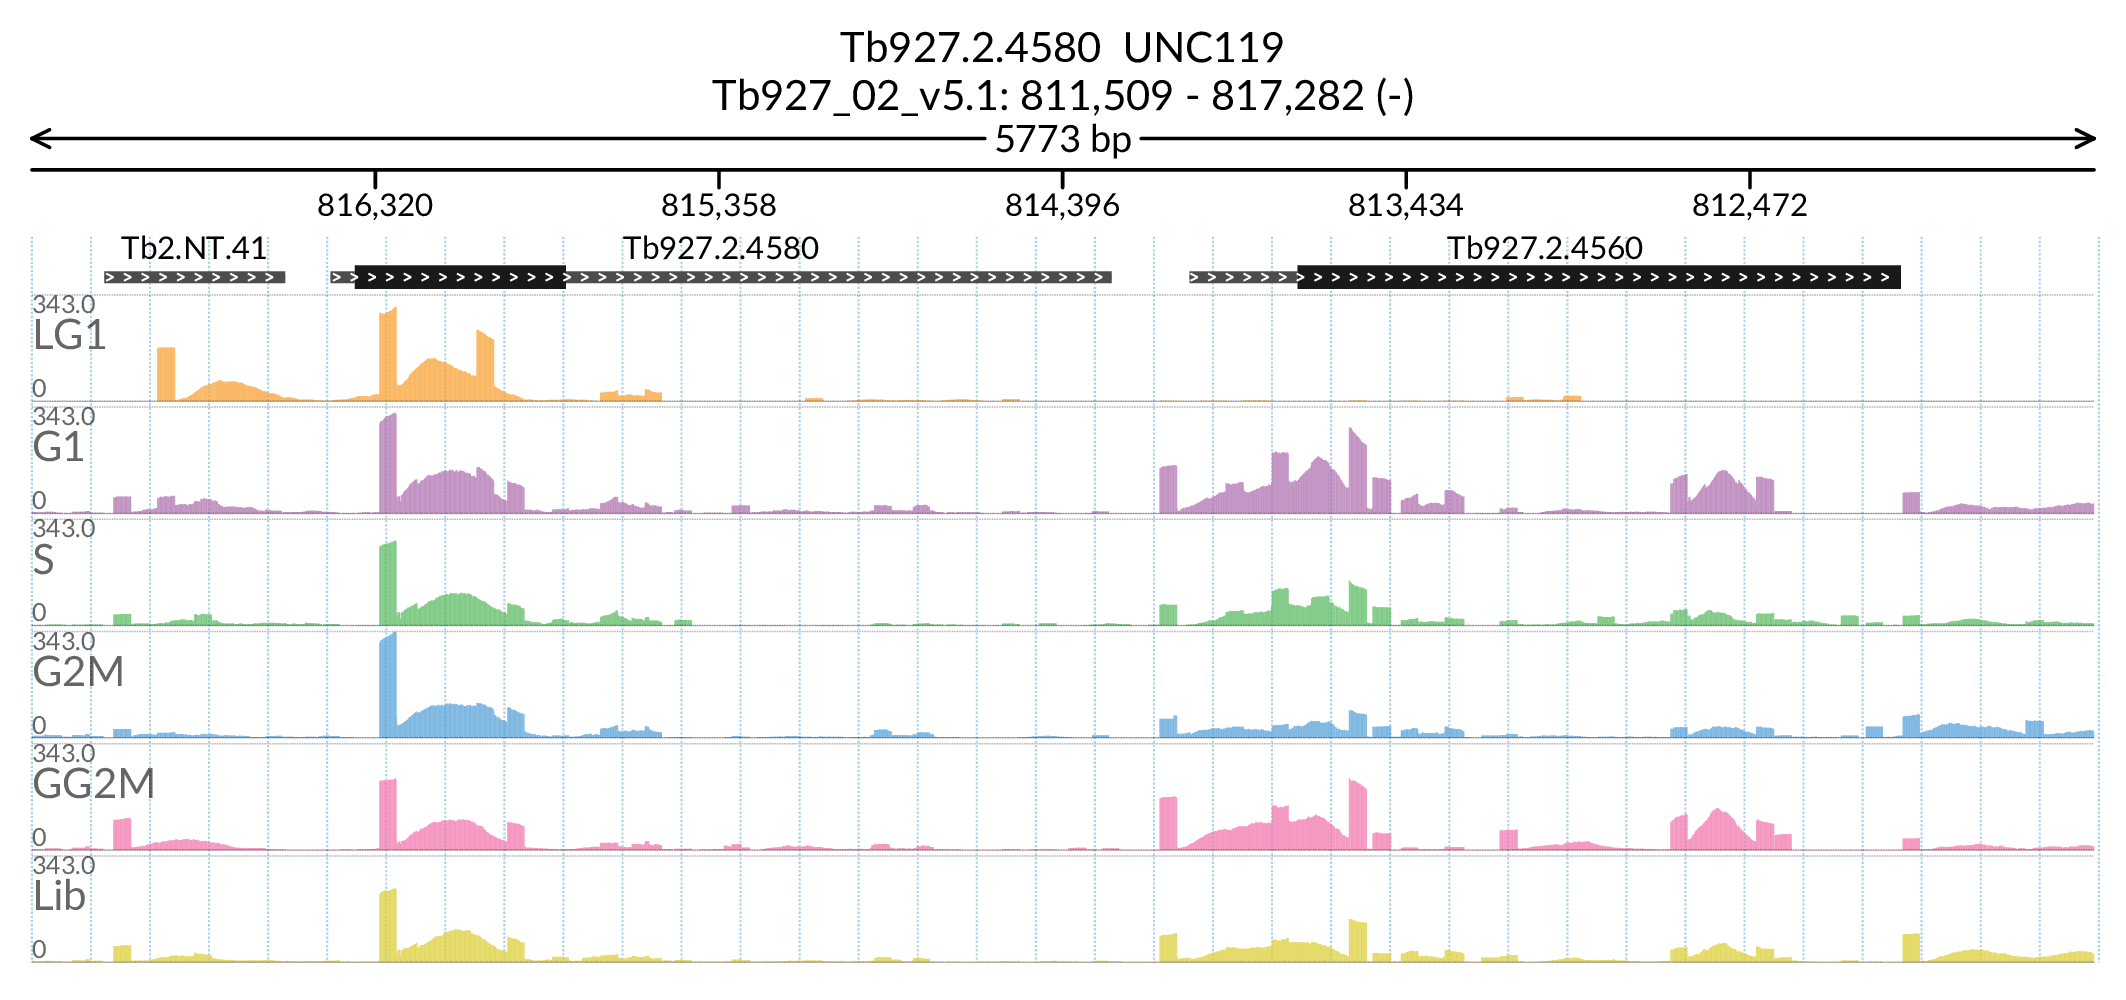 Tb927.2.4580 UNC119
Tb927_02_v5.1: 811,509 - 817,282 (-)
5773 bp
816,320 815,358 814,396 813,434 812,472
Tb2.NT.41 Tb927.2.4580 Tb927.2.4560
343.0
LG1
0
343.0
G1
0
343.0
S
0
343.0
G2M
0
343.0
GG2M
0
343.0
Lib
0